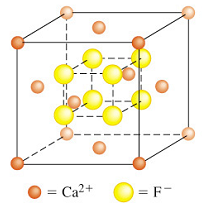 = Ca²⁺ = F⁻